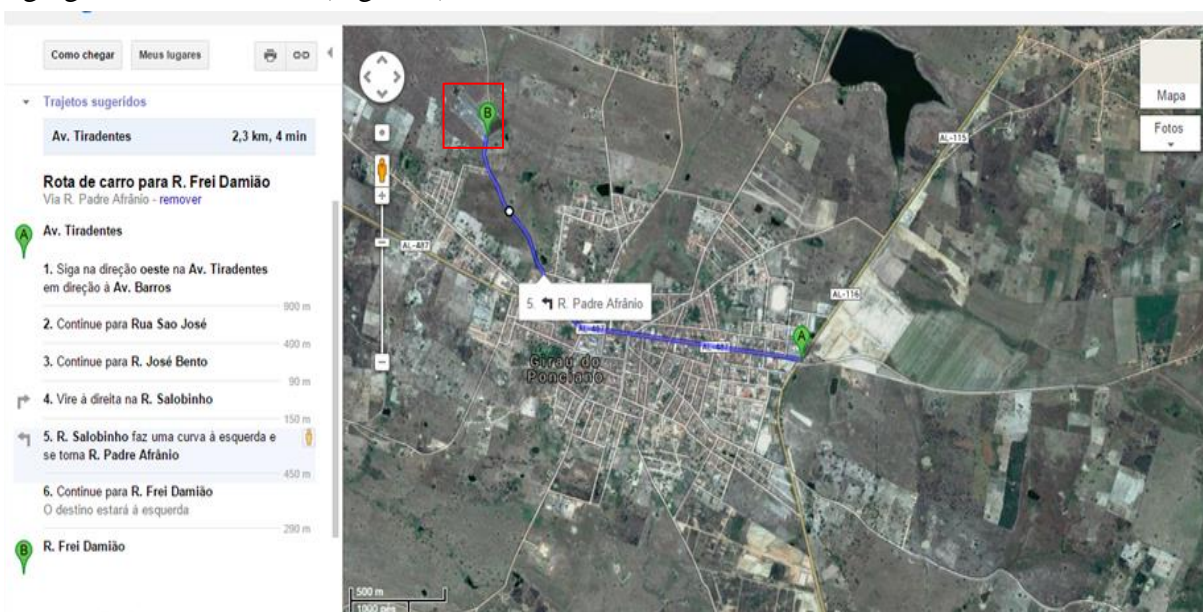 Como chegar
Meus lugares
Trajetos sugeridos
Av. Tiradentes 2,3 km, 4 min
Rota de carro para R. Frei Damião
Via R. Padre Afrânio - remover
A Av. Tiradentes
1. Siga na direção oeste na Av. Tiradentes
em direção à Av. Barros
900 m
2. Continue para Rua Sao José
400 m
3. Continue para R. José Bento
90 m
4. Vire à direita na R. Salobinho
150 m
5. R. Salobinho faz uma curva à esquerda e
se torna R. Padre Afrânio
450 m
6. Continue para R. Frei Damião
O destino estará à esquerda
290 m
B R. Frei Damião
B
Mapa
Fotos
AL-115
AL-487
AL-116
5. R. Padre Afrânio
AL-487
AL-487
A
Girau do
Ponciano
500 m
1000 pés